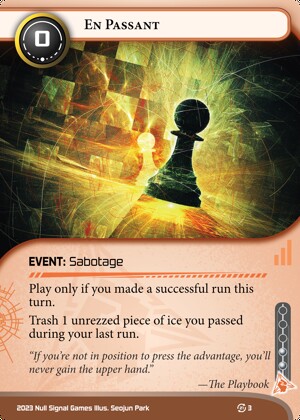 En Passant
0
EVENT: Sabotage
Play only if you made a successful run this
turn.
Trash 1 unrezzed piece of ice you passed
during your last run.
“If you’re not in position to press the advantage, you’ll
never gain the upper hand.”
—The Playbook
2023 Null Signal Games Illus. Seojun Park
3